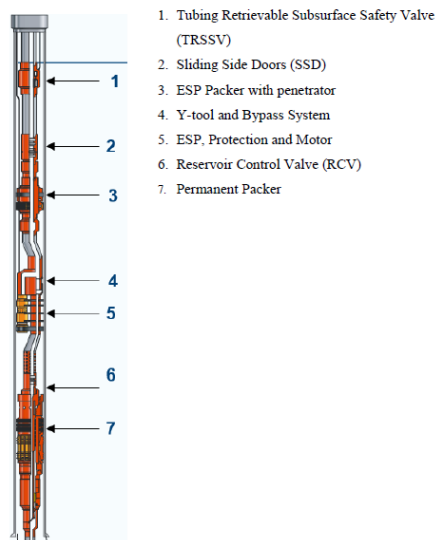 1. Tubing Retrievable Subsurface Safety Valve
(TRSSV)
2. Sliding Side Doors (SSD)
3. ESP Packer with penetrator
4. Y-tool and Bypass System
5. ESP, Protection and Motor
6. Reservoir Control Valve (RCV)
7. Permanent Packer
1
2
3
4
5
6
7